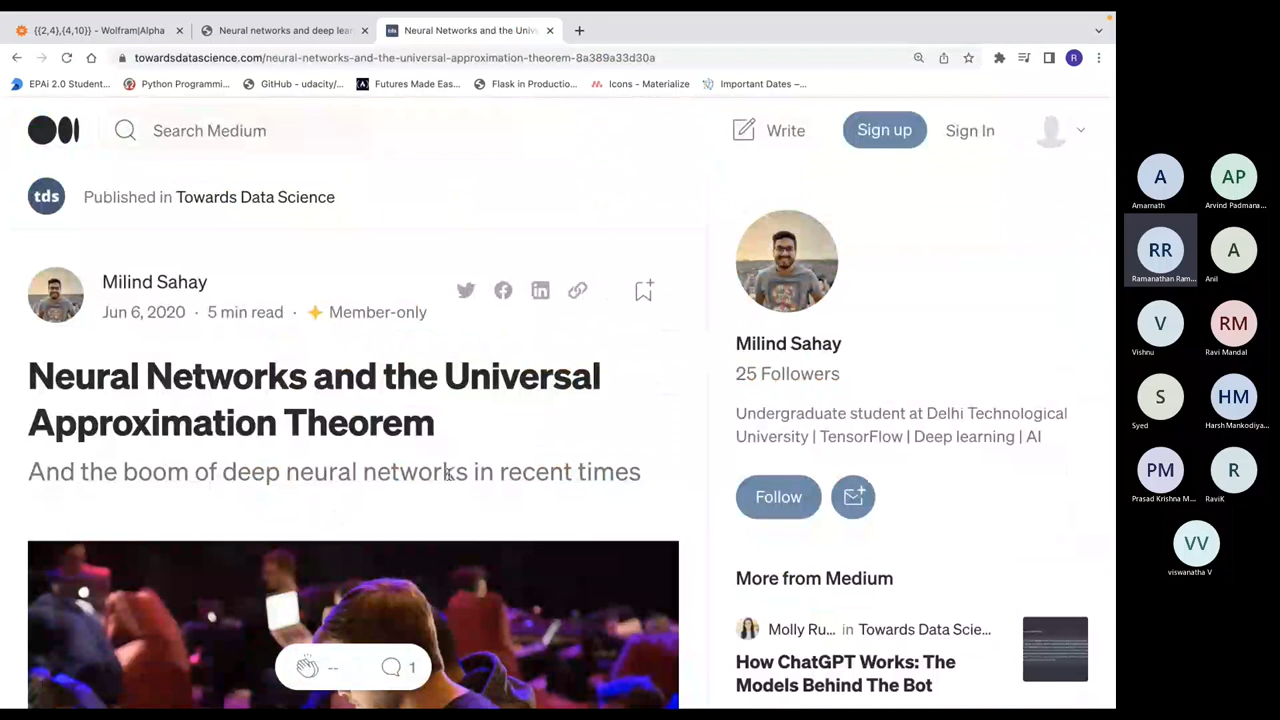 {{2,4},{4,10}} - Wolfram|Alpha
Neural networks and deep lear
Neural Networks and the Univ
towardsdatascience.com/neural-networks-and-the-universal-approximation-theorem-8a389a33d30a
R
EPAi 2.0 Student...
Python Programmi...
GitHub - udacity/...
Futures Made Eas...
Flask in Productio...
Icons - Materialize
Important Dates –...
Search Medium
Write
Sign up
Sign In
tds
Published in Towards Data Science
Milind Sahay
Jun 6, 2020 · 5 min read · Member-only
Neural Networks and the Universal
Approximation Theorem
And the boom of deep neural networks in recent times
-- 1
Milind Sahay
25 Followers
Undergraduate student at Delhi Technological
University | TensorFlow | Deep learning | AI
Follow
More from Medium
Molly Ru... in Towards Data Scie...
How ChatGPT Works: The
Models Behind The Bot
A
Amarnath
AP
Arvind Padmana...
RR
Ramanathan Ram...
A
Anil
V
Vishnu
RM
Ravi Mandal
S
Syed
HM
Harsh Mankodiya...
PM
Prasad Krishna M...
R
RaviK
VV
viswanatha V